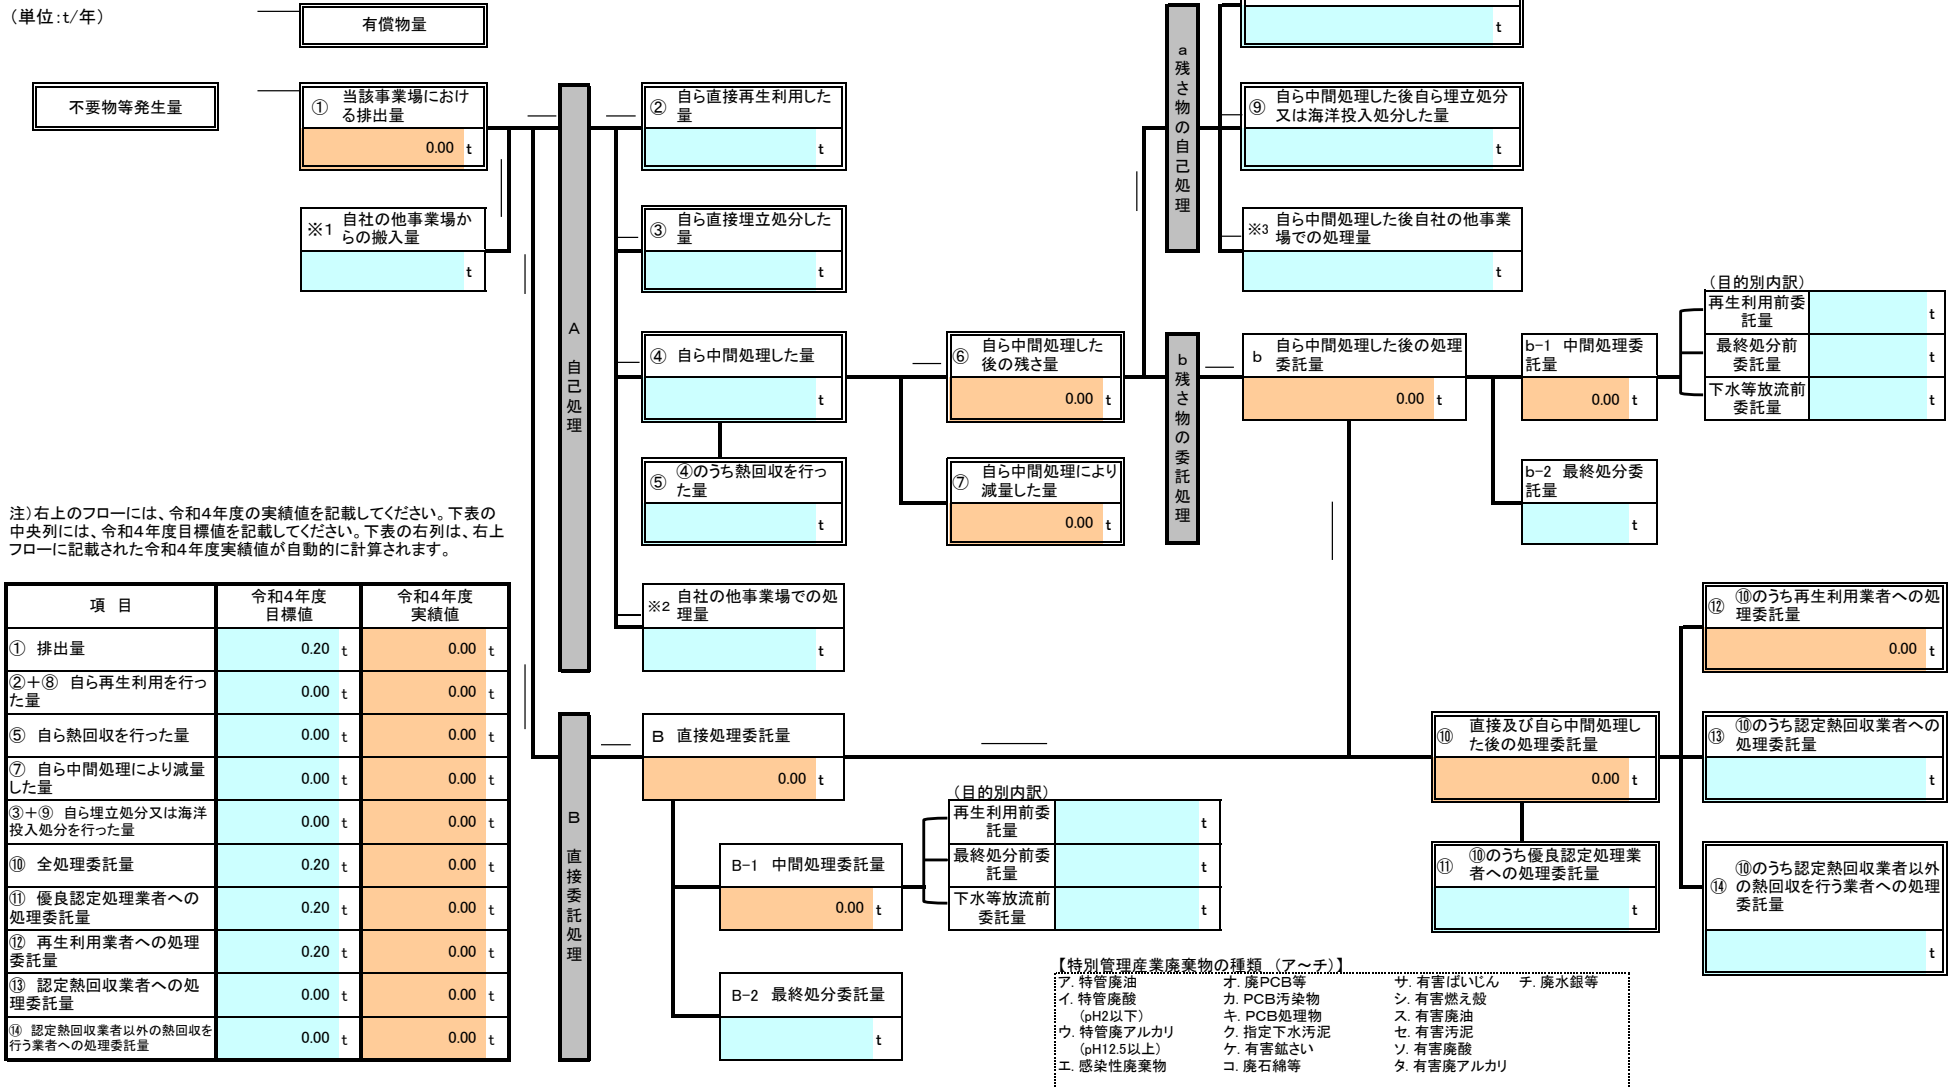 (単位:t/年)
有償物量
t
不要物等発生量
① 当該事業場におけ
る排出量
0.00 t
※1 自社の他事業場か
らの搬入量
t
A 自己処理
② 自ら直接再生利用した
量
t
③ 自ら直接埋立処分した
量
t
④ 自ら中間処理した量
t
⑤ ④のうち熱回収を行っ
た量
t
※2 自社の他事業場での処
理量
t
⑥ 自ら中間処理した
後の残さ量
0.00 t
⑦ 自ら中間処理により
減量した量
0.00 t
a 残さ物の自己処理
⑨ 自ら中間処理した後自ら埋立処分
又は海洋投入処分した量
t
※3 自ら中間処理した後自社の他事業
場での処理量
t
b 残さ物の委託処理
b 自ら中間処理した後の処理
委託量
0.00 t
b-1 中間処理委
託量
0.00 t
b-2 最終処分委
託量
t
(目的別内訳)
再生利用前委
託量
t
最終処分前
委託量
t
下水等放流前
委託量
t
注)右上のフローには、令和4年度の実績値を記載してください。下表の
中央列には、令和4年度目標値を記載してください。下表の右列は、右上
フローに記載された令和4年度実績値が自動的に計算されます。
項 目 令和4年度 目標値 令和4年度 実績値
① 排出量 0.20 t 0.00 t
②+⑧ 自ら再生利用を行っ
た量 0.00 t 0.00 t
⑤ 自ら熱回収を行った量 0.00 t 0.00 t
⑦ 自ら中間処理により減量
した量 0.00 t 0.00 t
③+⑨ 自ら埋立処分又は海洋
投入処分を行った量 0.00 t 0.00 t
⑩ 全処理委託量 0.20 t 0.00 t
⑪ 優良認定処理業者への
処理委託量 0.20 t 0.00 t
⑫ 再生利用業者への処理
委託量 0.20 t 0.00 t
⑬ 認定熱回収業者への処
理委託量 0.00 t 0.00 t
⑭ 認定熱回収業者以外の熱回収を
行う業者への処理委託量 0.00 t 0.00 t
B 直接委託処理
B 直接処理委託量
0.00 t
B-1 中間処理委託量
0.00 t
B-2 最終処分委託量
t
(目的別内訳)
再生利用前委
託量
t
最終処分前委
託量
t
下水等放流前
委託量
t
⑩ 直接及び自ら中間処理し
た後の処理委託量
0.00 t
⑪ ⑩のうち優良認定処理業
者への処理委託量
t
⑫ ⑩のうち再生利用業者への処
理委託量
0.00 t
⑬ ⑩のうち認定熱回収業者への
処理委託量
t
⑭ ⑩のうち認定熱回収業者以外
の熱回収を行う業者への処理
委託量
t
【特別管理産業廃棄物の種類 (ア~チ)】
ア. 特管廃油 オ. 廃PCB等 サ. 有害ばいじん チ. 廃水銀等
イ. 特管廃酸 カ. PCB汚染物 シ. 有害燃え殻
(pH2以下) キ. PCB処理物 ス. 有害廃油
ウ. 特管廃アルカリ ク. 指定下水汚泥 セ. 有害汚泥
(pH12.5以上) ケ. 有害鉱さい ソ. 有害廃酸
エ. 感染性廃棄物 コ. 廃石綿等 タ. 有害廃アルカリ